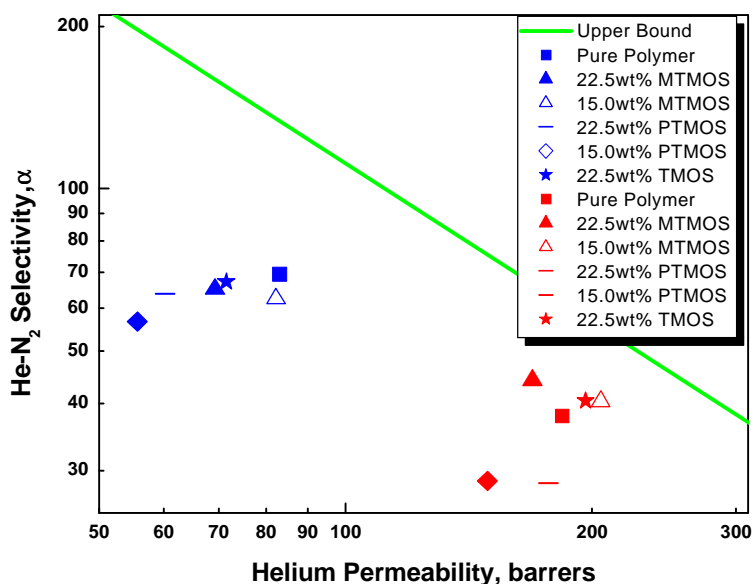 200
100
90
80
70
60
50
40
30
He-N2 Selectivity,α
Upper Bound
Pure Polymer
22.5wt% MTMOS
15.0wt% MTMOS
22.5wt% PTMOS
15.0wt% PTMOS
22.5wt% TMOS
Pure Polymer
22.5wt% MTMOS
15.0wt% MTMOS
22.5wt% PTMOS
15.0wt% PTMOS
22.5wt% TMOS
50 60 70 80 90 100 200 300
Helium Permeability, barrers